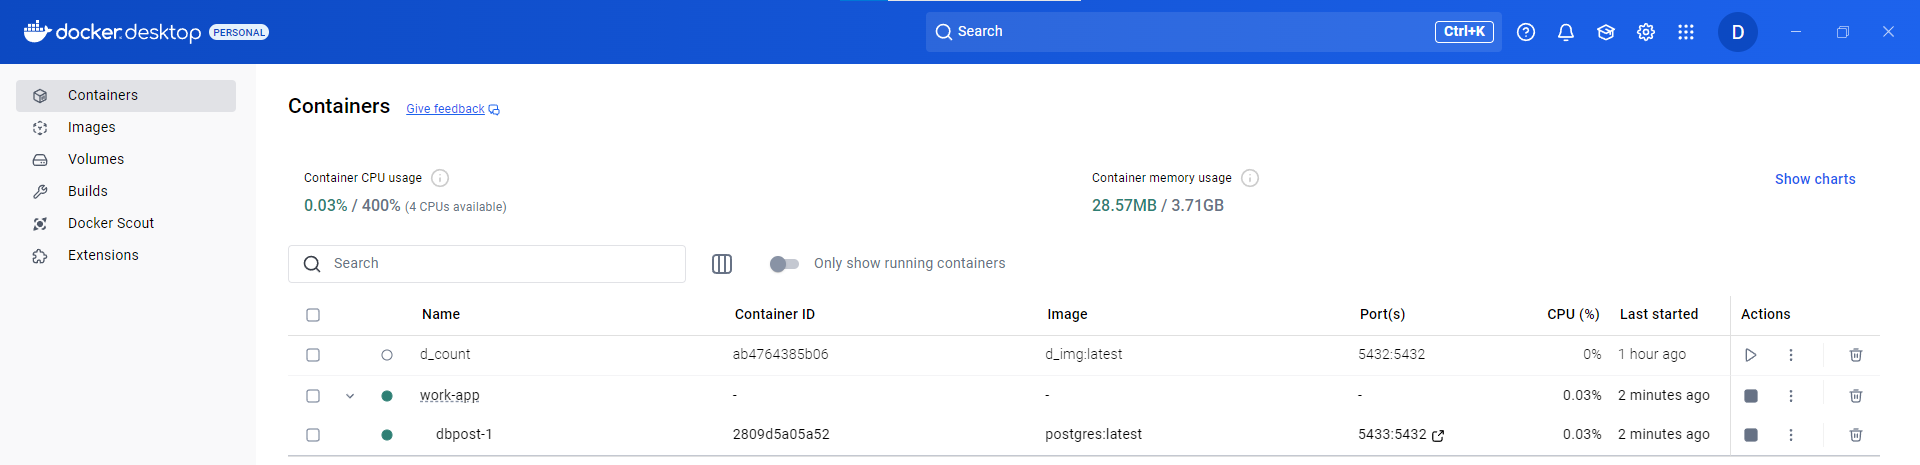 docker.desktop PERSONAL
Search Ctrl+K
D
Containers
Images
Volumes
Builds
Docker Scout
Extensions
Containers Give feedback
Container CPU usage
0.03% / 400% (4 CPUs available)
Container memory usage
28.57MB / 3.71GB
Show charts
Search
Only show running containers
Name Container ID Image Port(s) CPU (%) Last started Actions
d_count ab4764385b06 d_img:latest 5432:5432 0% 1 hour ago
work-app - - - 0.03% 2 minutes ago
dbpost-1 2809d5a05a52 postgres:latest 5433:5432 0.03% 2 minutes ago